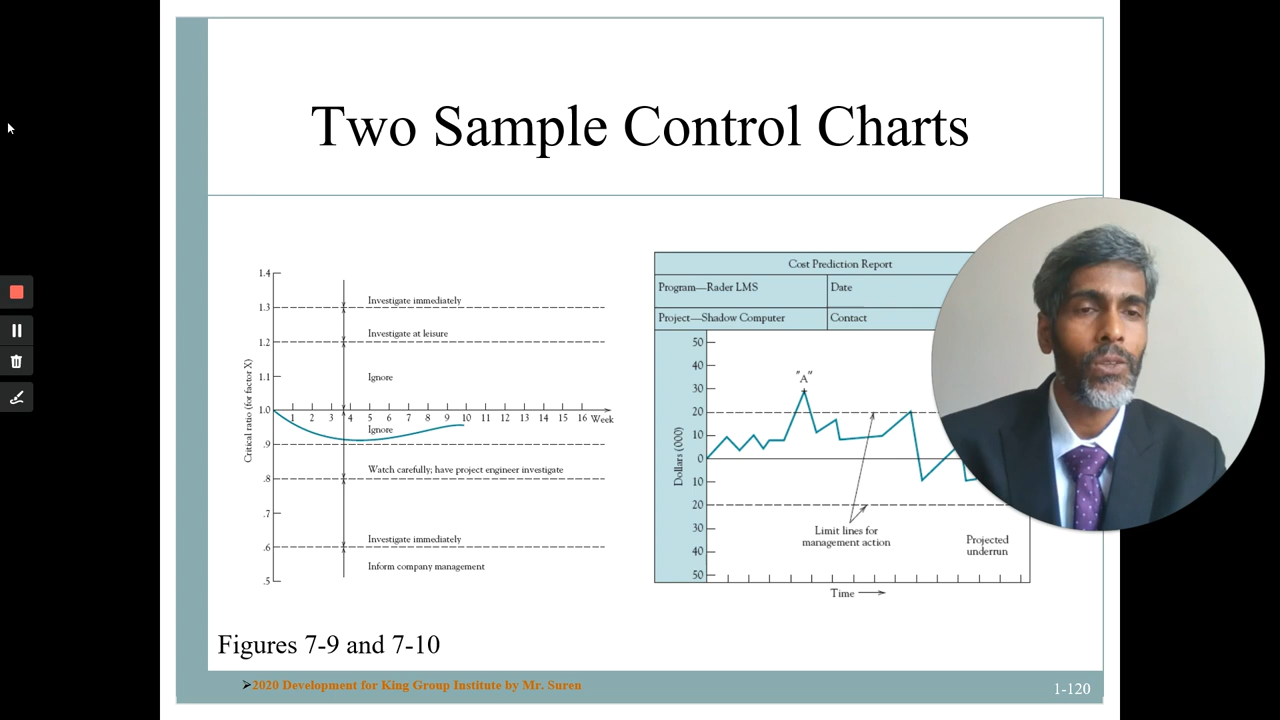 Two Sample Control Charts
1.4
1.3
1.2
1.1
1.0
.9
.8
.7
.6
.5
Critical ratio (for factor X)
Investigate immediately
Investigate at leisure
Ignore
1 2 3 4 5 6 7 8 9 10 11 12 13 14 15 16 Week
Ignore
Watch carefully; have project engineer investigate
Investigate immediately
Inform company management
Cost Prediction Report
Program—Rader LMS
Date
Project—Shadow Computer
Contact
50
40
30
20
10
0
10
20
30
40
50
Dollars (000)
"A"
Limit lines for
management action
Projected
underrun
Time
Figures 7-9 and 7-10
➢2020 Development for King Group Institute by Mr. Suren
1-120